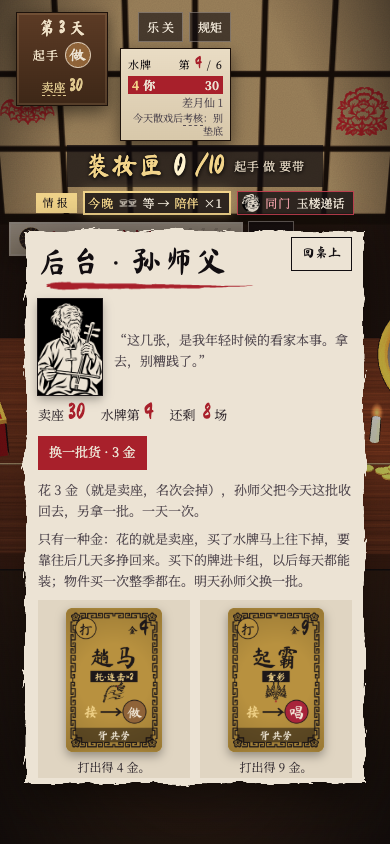 第3天
起手 做
卖座 30
乐关
规矩
水牌 第4/6
4 你 30
差月仙1
今天散戏后考核：别
垫底
装妆匣 0/10 起手 做 要带
情报
今晚 等→陪伴 ×1
同门 玉楼递话
后台·孙师父
回桌上
“这几张，是我年轻时候的看家本事。拿
去，别糟践了。”
卖座 30 水牌第 4 还剩 8 场
换一批货·3金
花 3 金（就是卖座，名次会掉），孙师父把今天这批收
回去，另拿一批。一天一次。
只有一种金：花的就是卖座，买了水牌马上往下掉，要
靠往后几天多挣回来。买下的牌进卡组，以后每天都能
装；物件买一次整季都在。明天孙师父换一批。
打
金4
趟马
托·连击×2
接→做
背共劳
打出得 4 金。
打
金9
起霸
重彩
接→唱
背共劳
打出得 9 金。